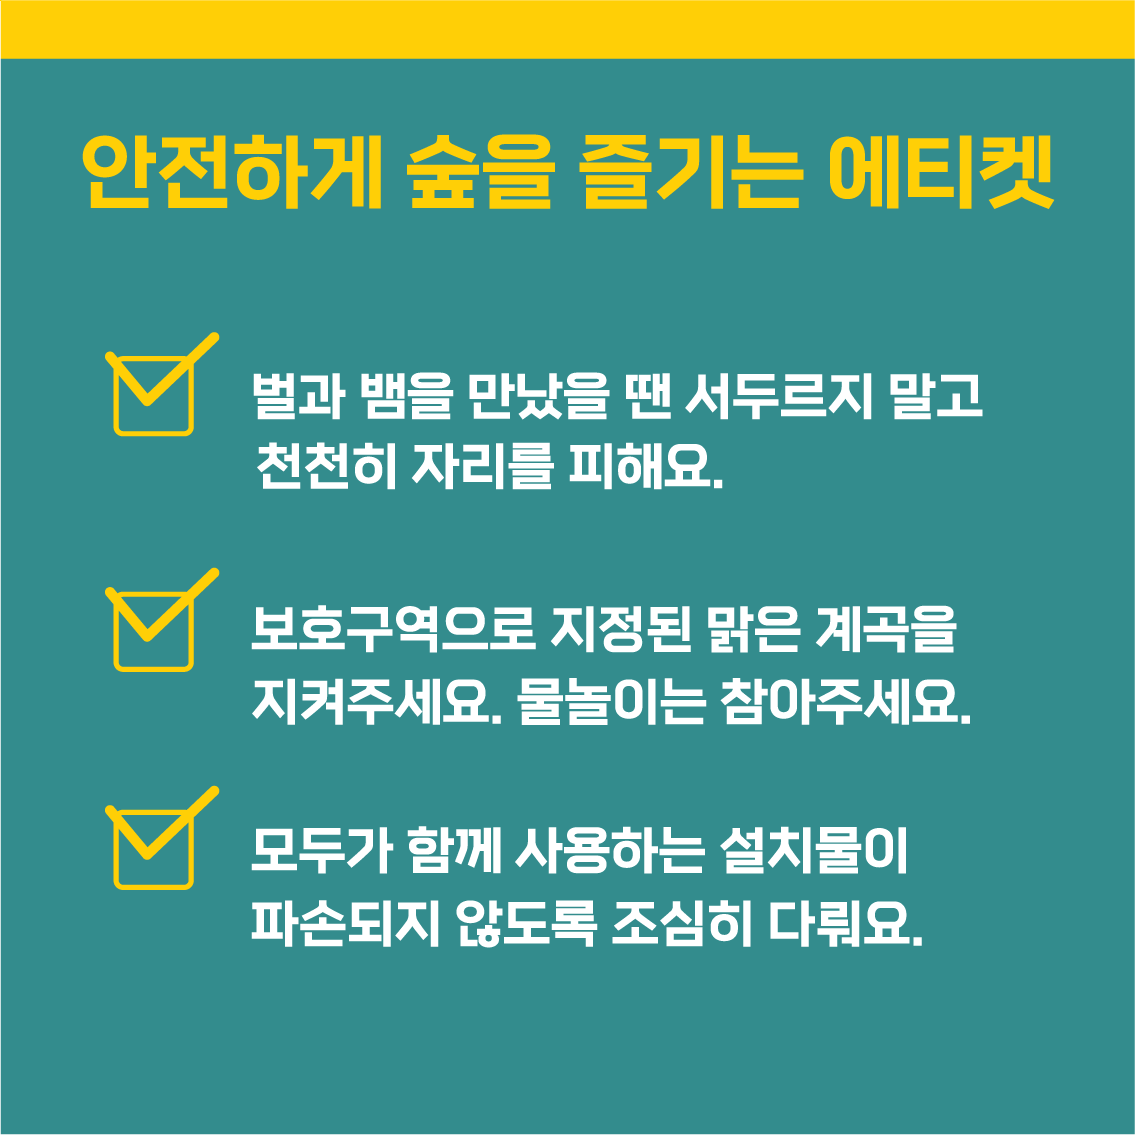 안전하게 숲을 즐기는 에티켓
벌과 뱀을 만났을 땐 서두르지 말고
천천히 자리를 피해요.
보호구역으로 지정된 맑은 계곡을
지켜주세요. 물놀이는 참아주세요.
모두가 함께 사용하는 설치물이
파손되지 않도록 조심히 다뤄요.